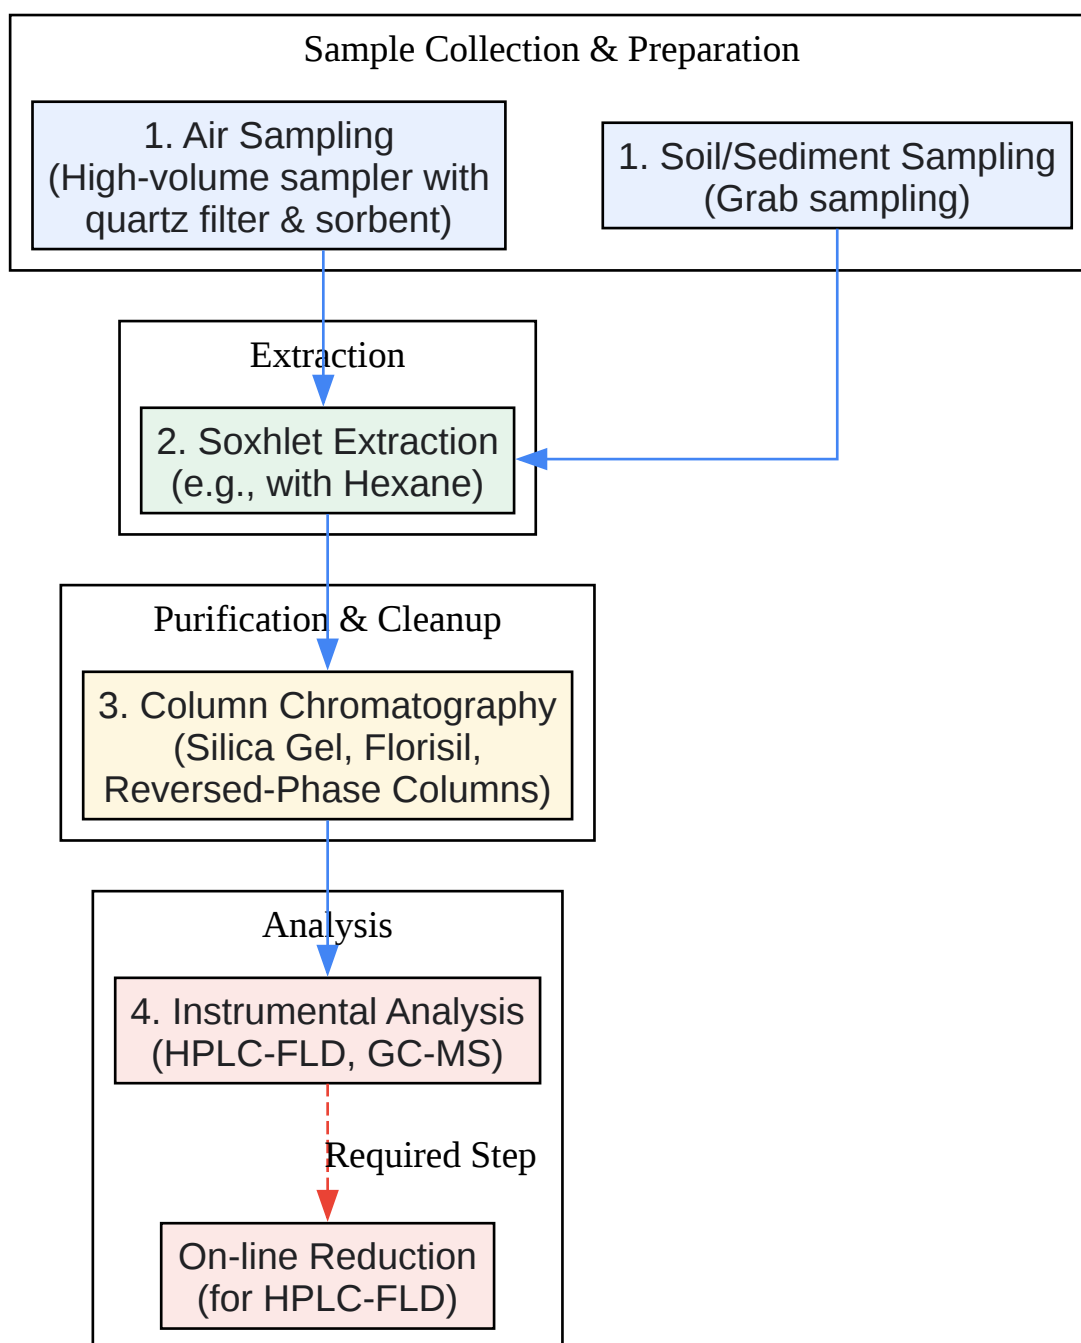 Sample Collection & Preparation
1. Air Sampling
(High-volume sampler with
quartz filter & sorbent)
1. Soil/Sediment Sampling
(Grab sampling)
Extraction
2. Soxhlet Extraction
(e.g., with Hexane)
Purification & Cleanup
3. Column Chromatography
(Silica Gel, Florisil,
Reversed-Phase Columns)
Analysis
4. Instrumental Analysis
(HPLC-FLD, GC-MS)
Required Step
On-line Reduction
(for HPLC-FLD)